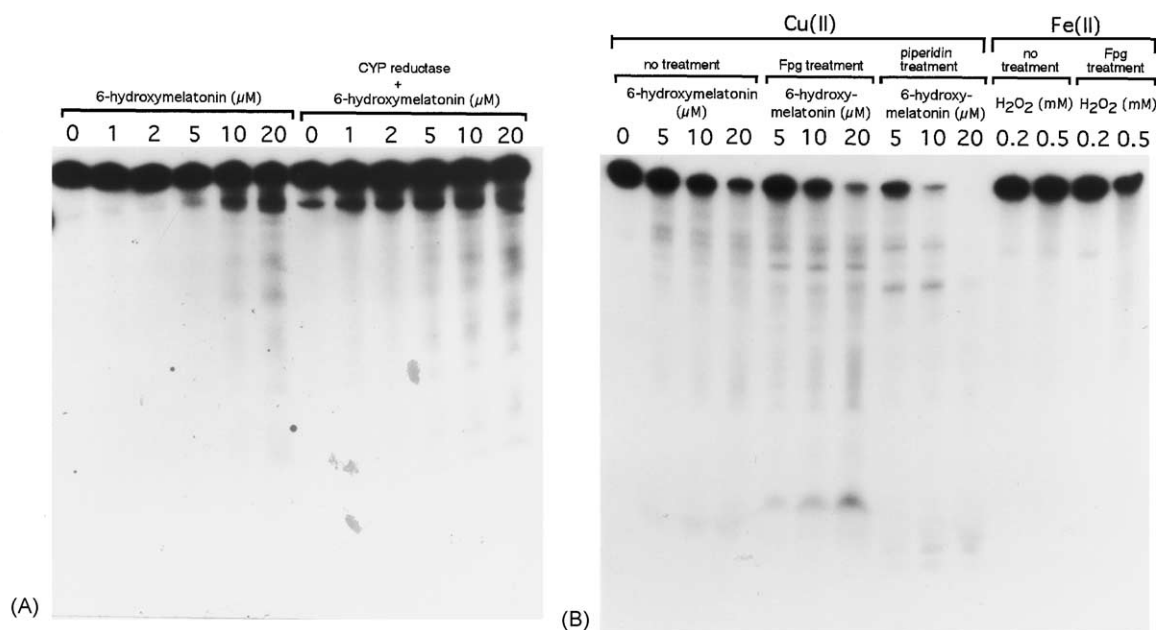 CYP reductase
+
6-hydroxymelatonin (µM) 6-hydroxymelatonin (µM)
0 1 2 5 10 20 0 1 2 5 10 20
(A)
Cu(II) Fe(II)
no treatment Fpg treatment piperidin treatment no treatment Fpg treatment
6-hydroxymelatonin (µM) 6-hydroxy-melatonin (µM) 6-hydroxy-melatonin (µM) H2O2 (mM) H2O2 (mM)
0 5 10 20 5 10 20 5 10 20 0.2 0.5 0.2 0.5
(B)